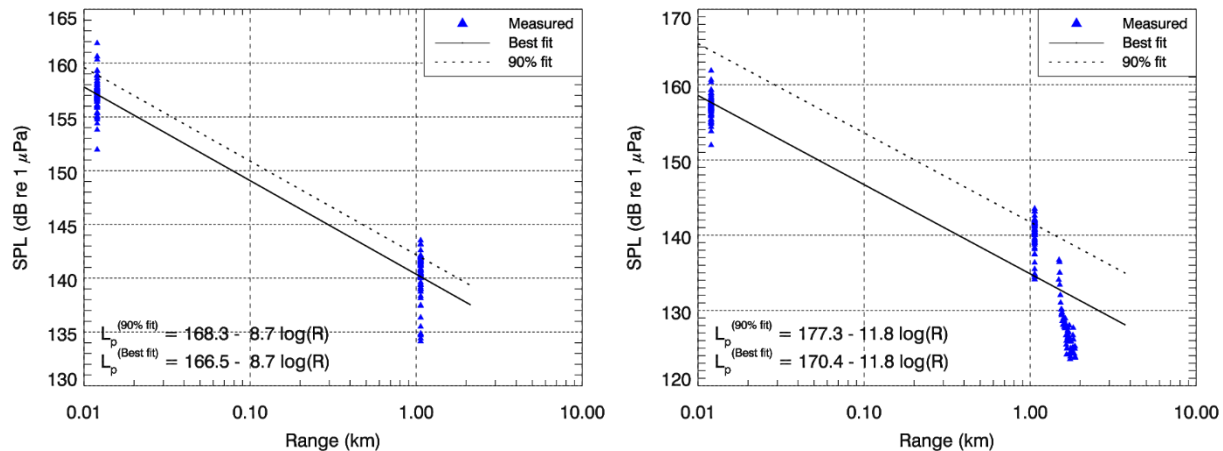 165
160
155
150
145
140
135
130
SPL (dB re 1 μPa)
Measured
Best fit
90% fit
Lp(90% fit) = 168.3 - 8.7 log(R)
Lp(Best fit) = 166.5 - 8.7 log(R)
0.01 0.10 1.00 10.00
Range (km)
170
160
150
140
130
120
SPL (dB re 1 μPa)
Measured
Best fit
90% fit
Lp(90% fit) = 177.3 - 11.8 log(R)
Lp(Best fit) = 170.4 - 11.8 log(R)
0.01 0.10 1.00 10.00
Range (km)